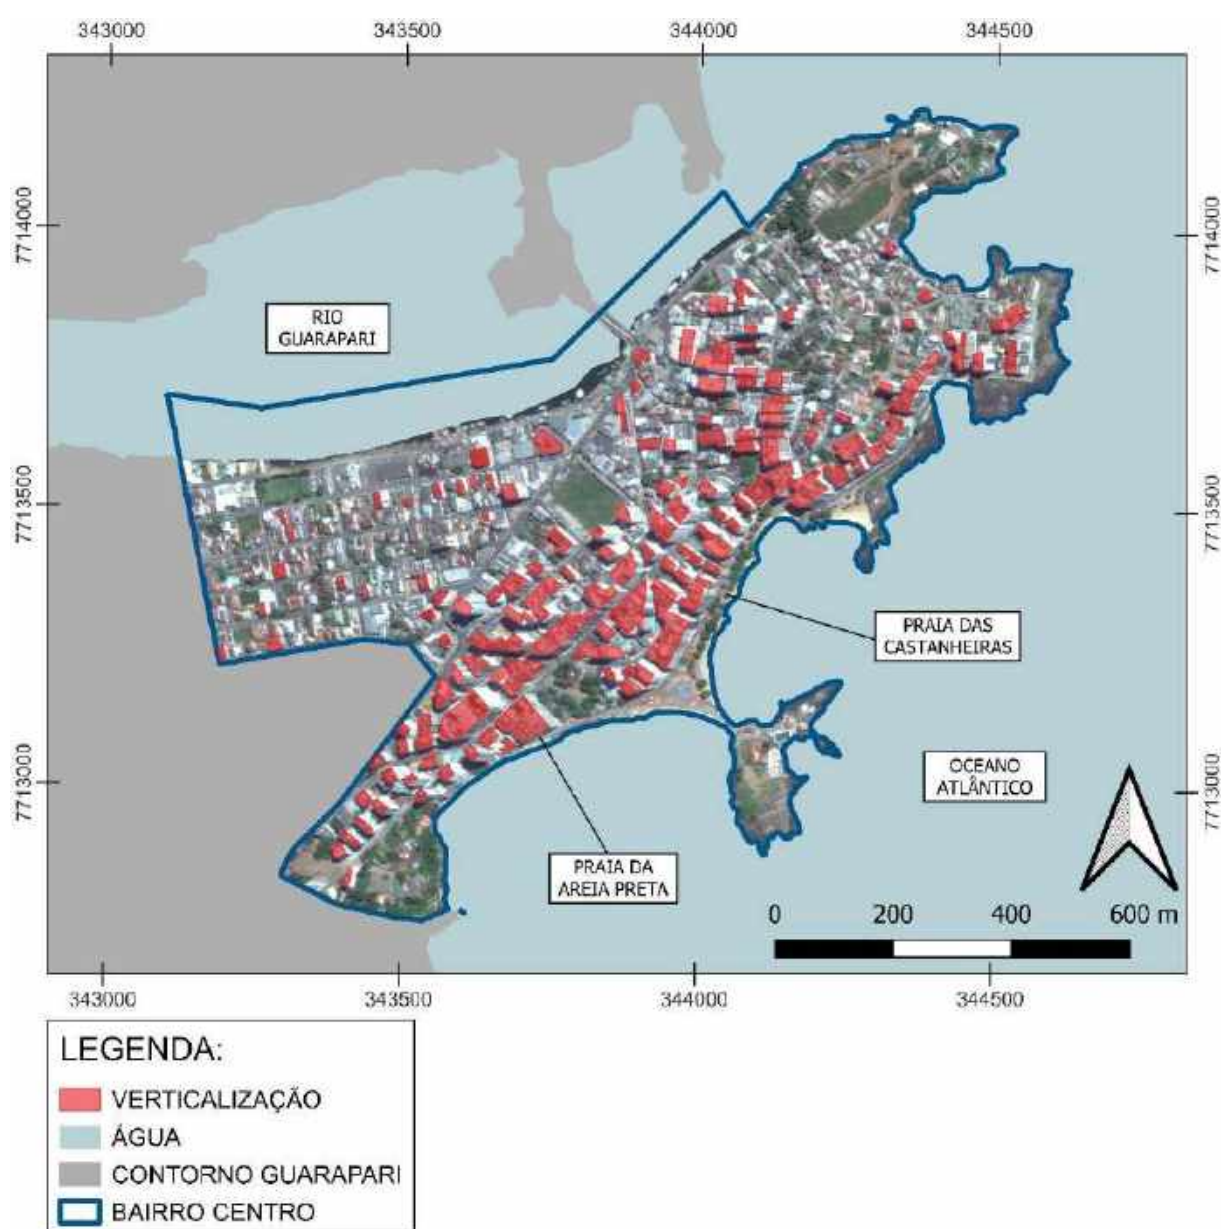 343000
343500
344000
344500
7714000
7714000
RIO
GUARAPARI
7713500
7713500
PRAIA DAS
CASTANHEIRAS
OCEANO
ATLÂNTICO
7713000
7713000
PRAIA DA
AREIA PRETA
0 200 400 600 m
343000
343500
344000
344500
LEGENDA:
VERTICALIZAÇÃO
ÁGUA
CONTORNO GUARAPARI
BAIRRO CENTRO